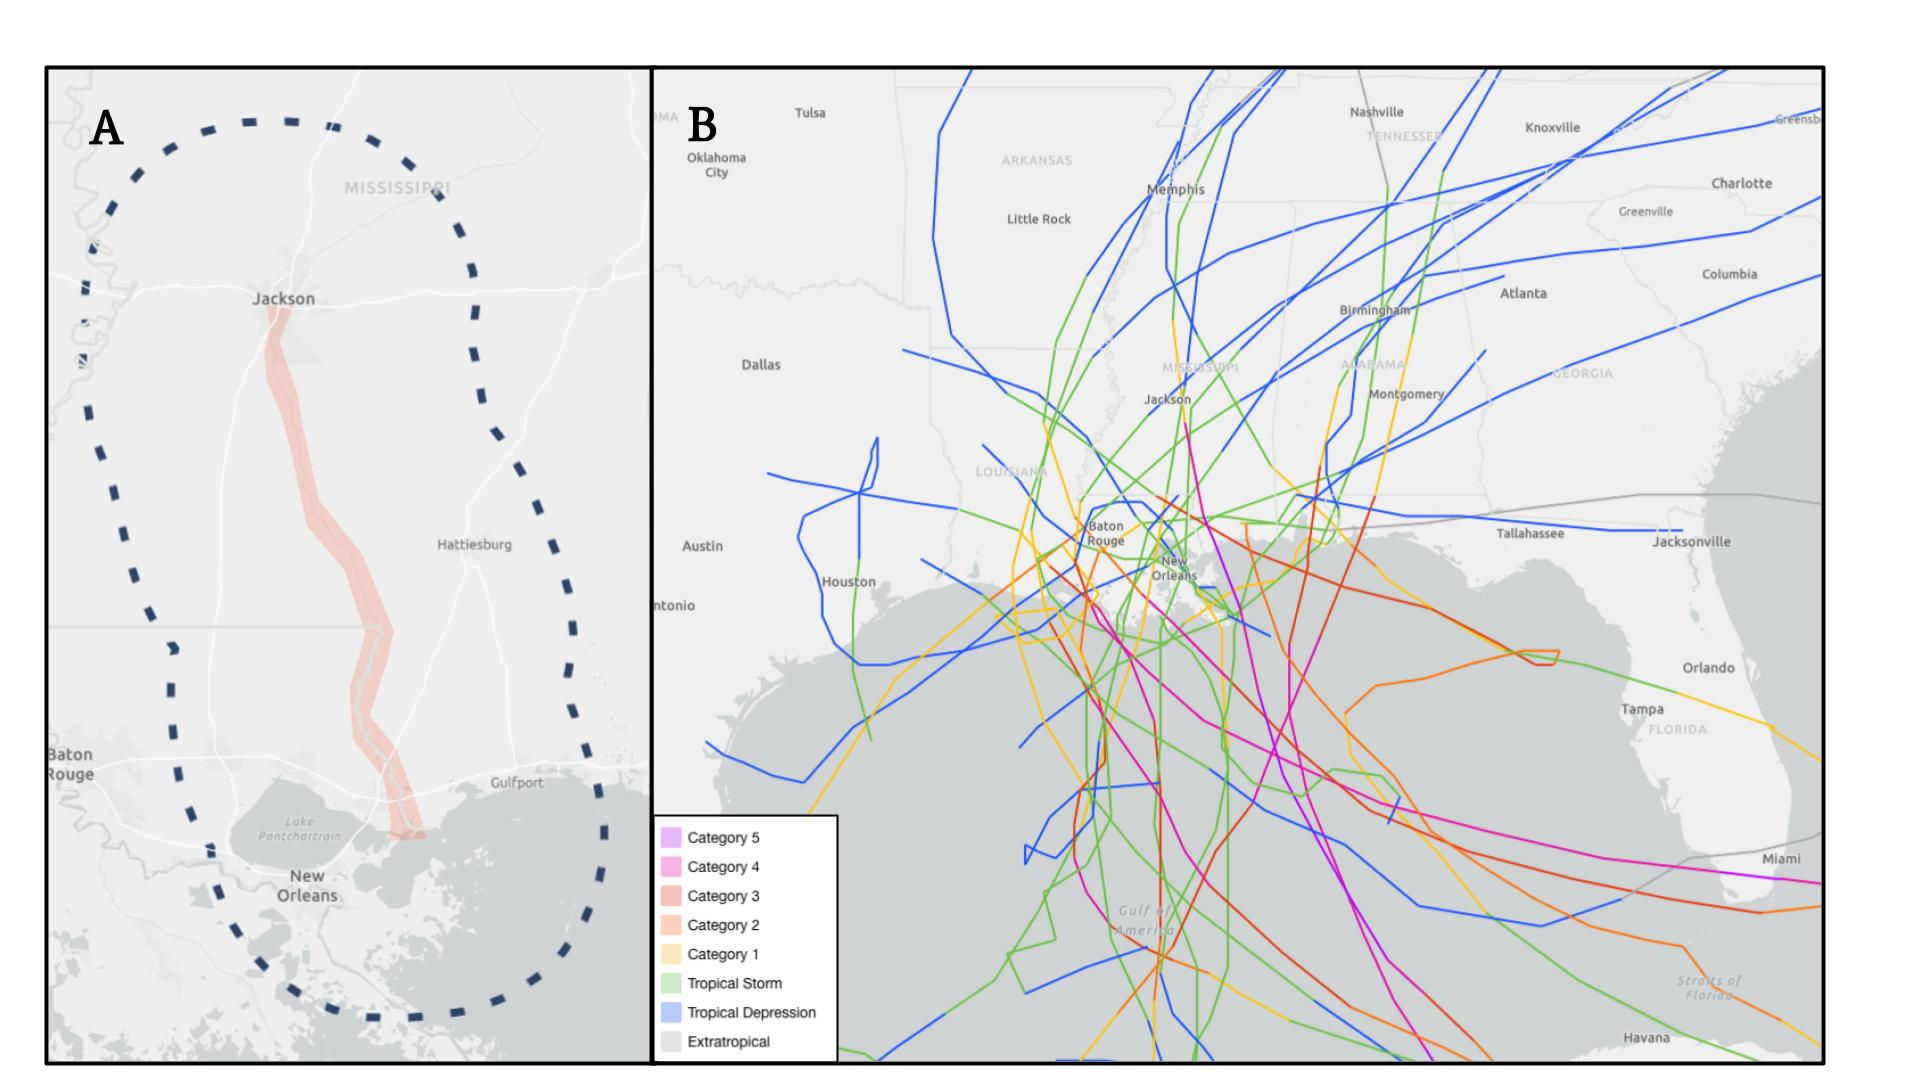 A
MISSISSIPPI
Jackson
Hattiesburg
Baton
Rouge
Gulfport
Lake
Pontchartrain
New
Orleans
B
OMA
Tulsa
Nashville
Greensb
TENNESSEE
Knoxville
Oklahoma
City
ARKANSAS
Memphis
Charlotte
Little Rock
Greenville
Columbia
Atlanta
Birmingham
Dallas
MISSISSIPPI
ALABAMA
GEORGIA
Jackson
Montgomery
LOUISIANA
Baton
Rouge
Austin
Tallahassee
Jacksonville
New
Orleans
Houston
ntonio
Orlando
Tampa
FLORIDA
Miami
Gulf of
America
Straits of
Florida
Havana
Category 5
Category 4
Category 3
Category 2
Category 1
Tropical Storm
Tropical Depression
Extratropical